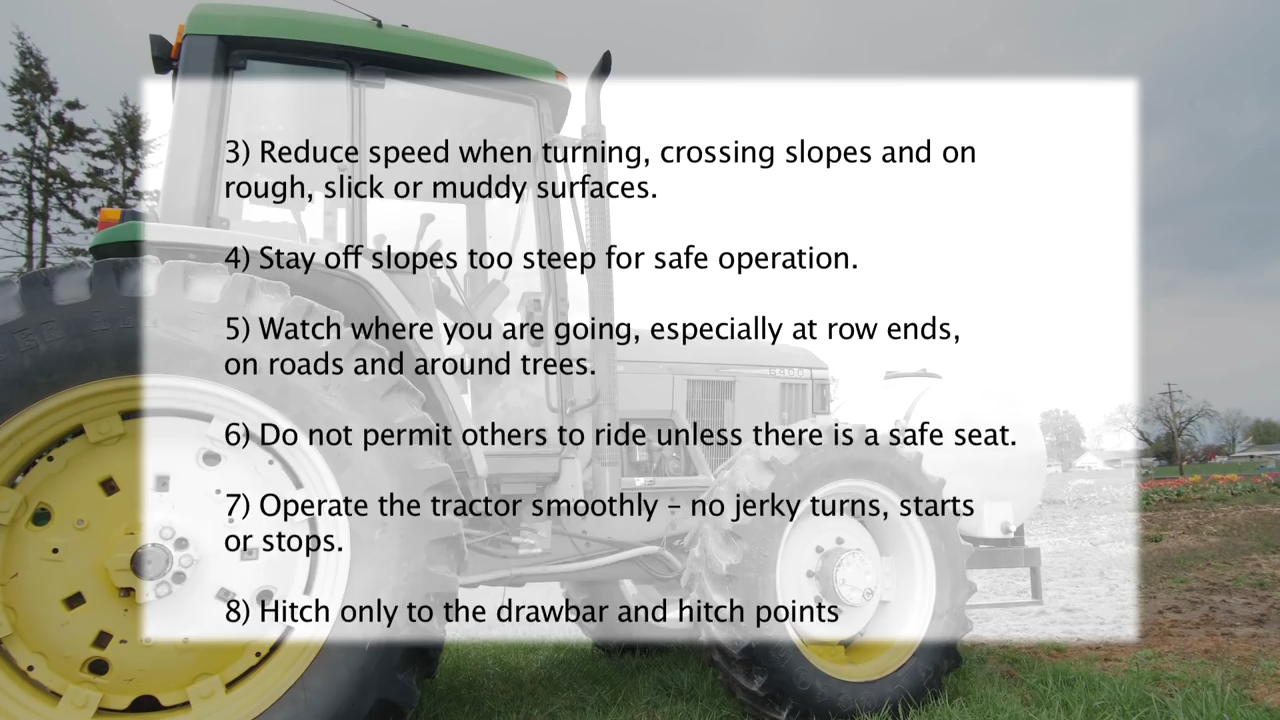 3) Reduce speed when turning, crossing slopes and on
rough, slick or muddy surfaces.
4) Stay off slopes too steep for safe operation.
5) Watch where you are going, especially at row ends,
on roads and around trees.
6400
6) Do not permit others to ride unless there is a safe seat.
7) Operate the tractor smoothly – no jerky turns, starts
or stops.
8) Hitch only to the drawbar and hitch points